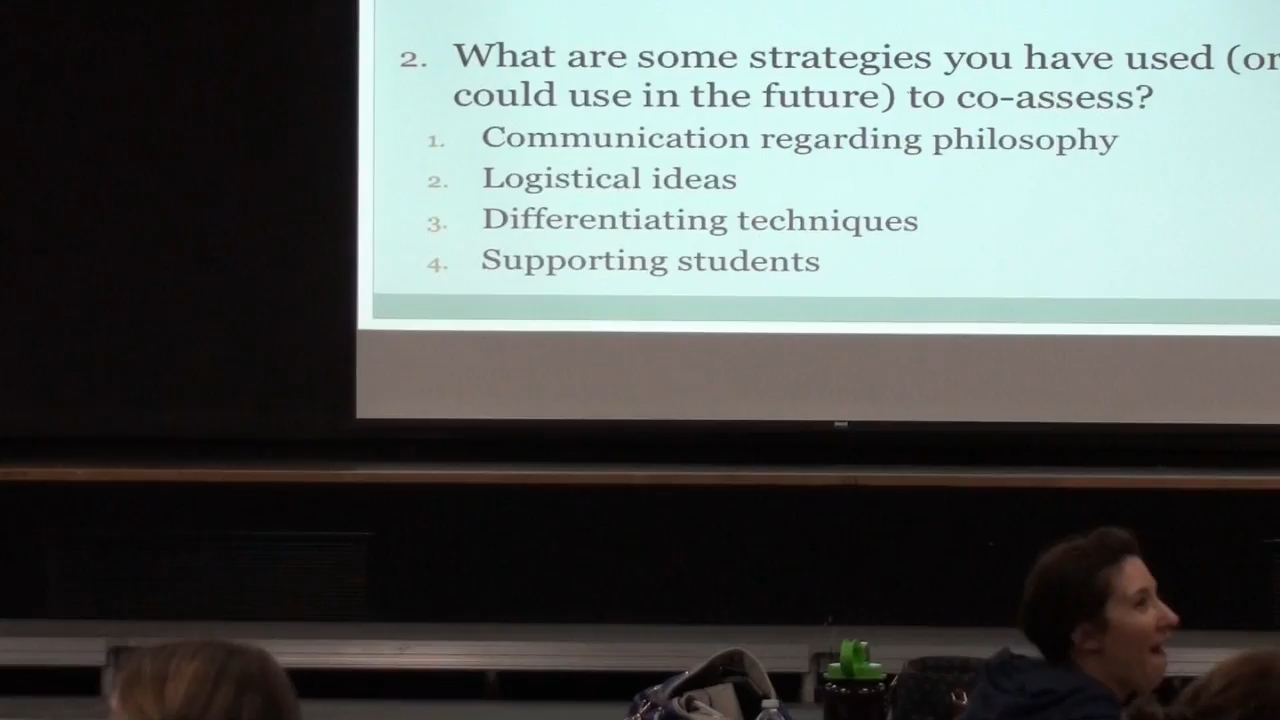 2. What are some strategies you have used (or
could use in the future) to co-assess?
1. Communication regarding philosophy
2. Logistical ideas
3. Differentiating techniques
4. Supporting students